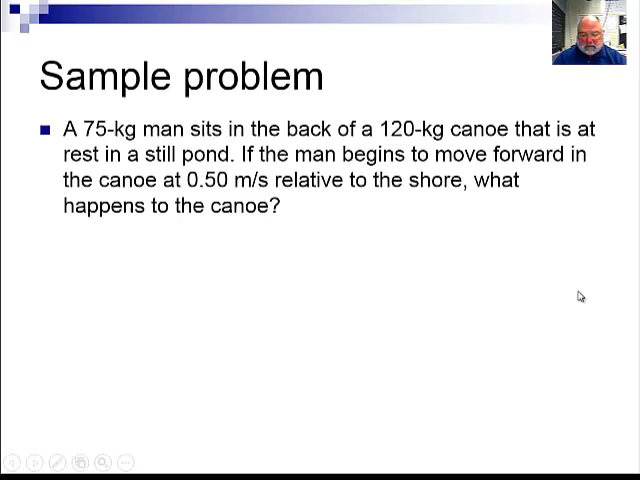 Sample problem
A 75-kg man sits in the back of a 120-kg canoe that is at
rest in a still pond. If the man begins to move forward in
the canoe at 0.50 m/s relative to the shore, what
happens to the canoe?